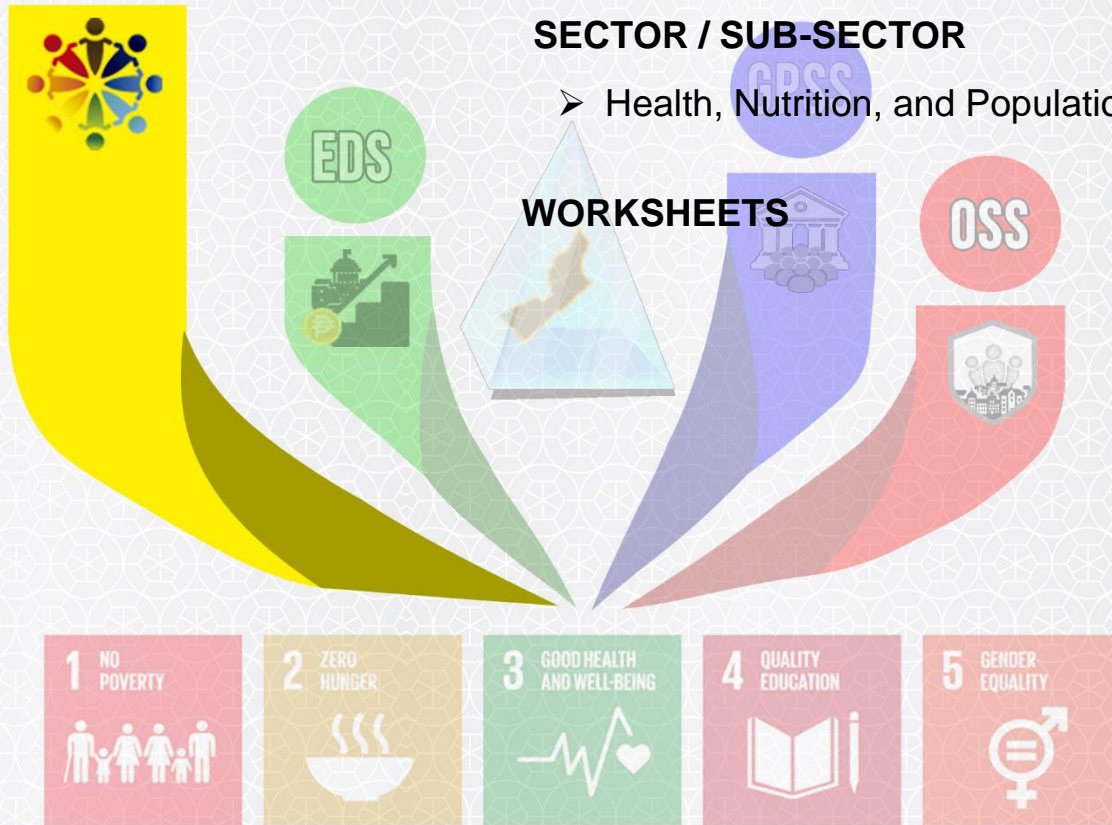 SECTOR / SUB-SECTOR
➢ Health, Nutrition, and Populatio
WORKSHEETS
GPSS
EDS
OSS
1 NO POVERTY
2 ZERO HUNGER
3 GOOD HEALTH AND WELL-BEING
4 QUALITY EDUCATION
5 GENDER EQUALITY